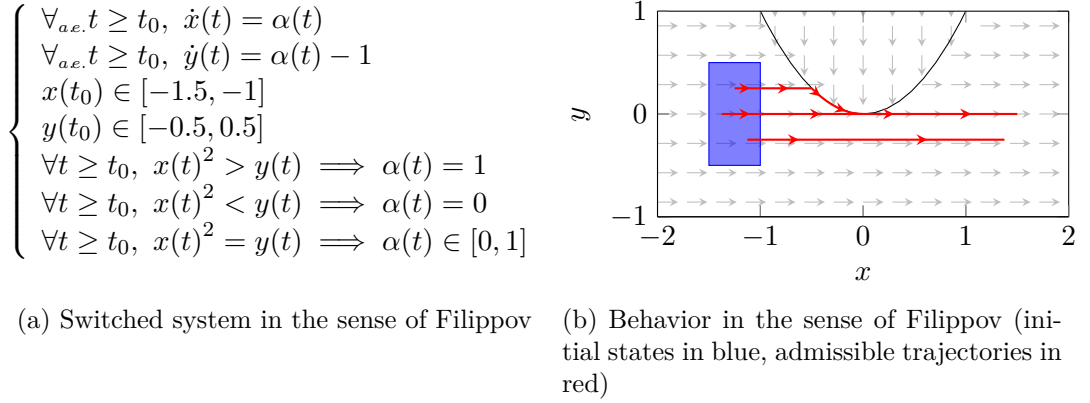 ∀ₐ.ₑ. t ≥ t₀, ẋ(t) = α(t)
∀ₐ.ₑ. t ≥ t₀, ẏ(t) = α(t) − 1
x(t₀) ∈ [−1.5, −1]
y(t₀) ∈ [−0.5, 0.5]
∀t ≥ t₀, x(t)² > y(t) ⟹ α(t) = 1
∀t ≥ t₀, x(t)² < y(t) ⟹ α(t) = 0
∀t ≥ t₀, x(t)² = y(t) ⟹ α(t) ∈ [0, 1]
(a) Switched system in the sense of Filippov
1
0
−1
y
−2 −1 0 1 2
x
(b) Behavior in the sense of Filippov (ini-
tial states in blue, admissible trajectories in
red)